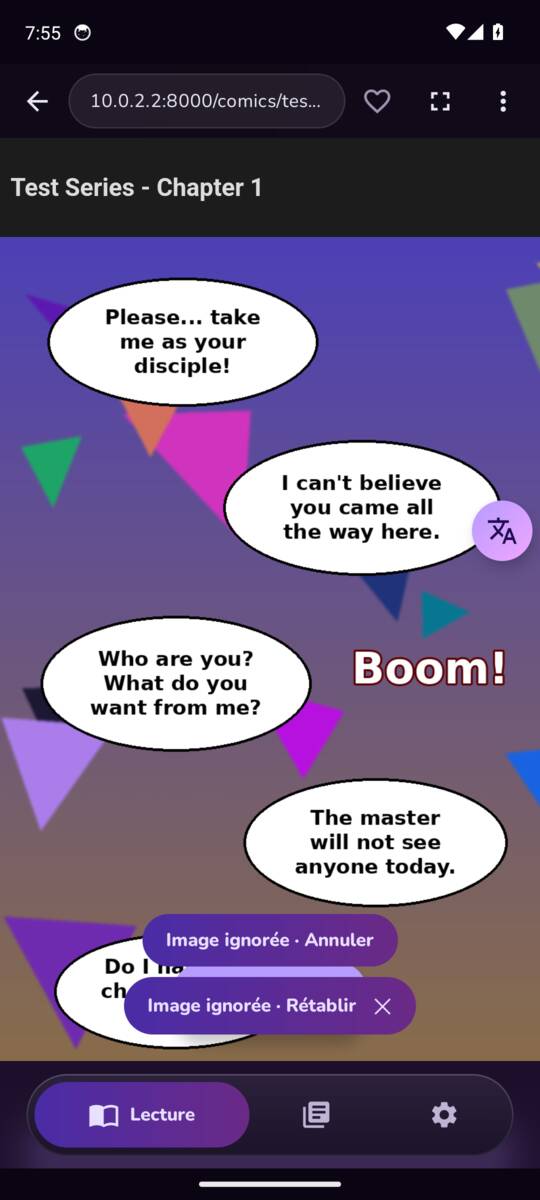 7:55
10.0.2.2:8000/comics/tes...
Test Series - Chapter 1
Please... take
me as your
disciple!
I can't believe
you came all
the way here.
Who are you?
What do you
want from me?
Boom!
The master
will not see
anyone today.
Do I
Image ignorée · Annuler
Image ignorée · Rétablir
Lecture